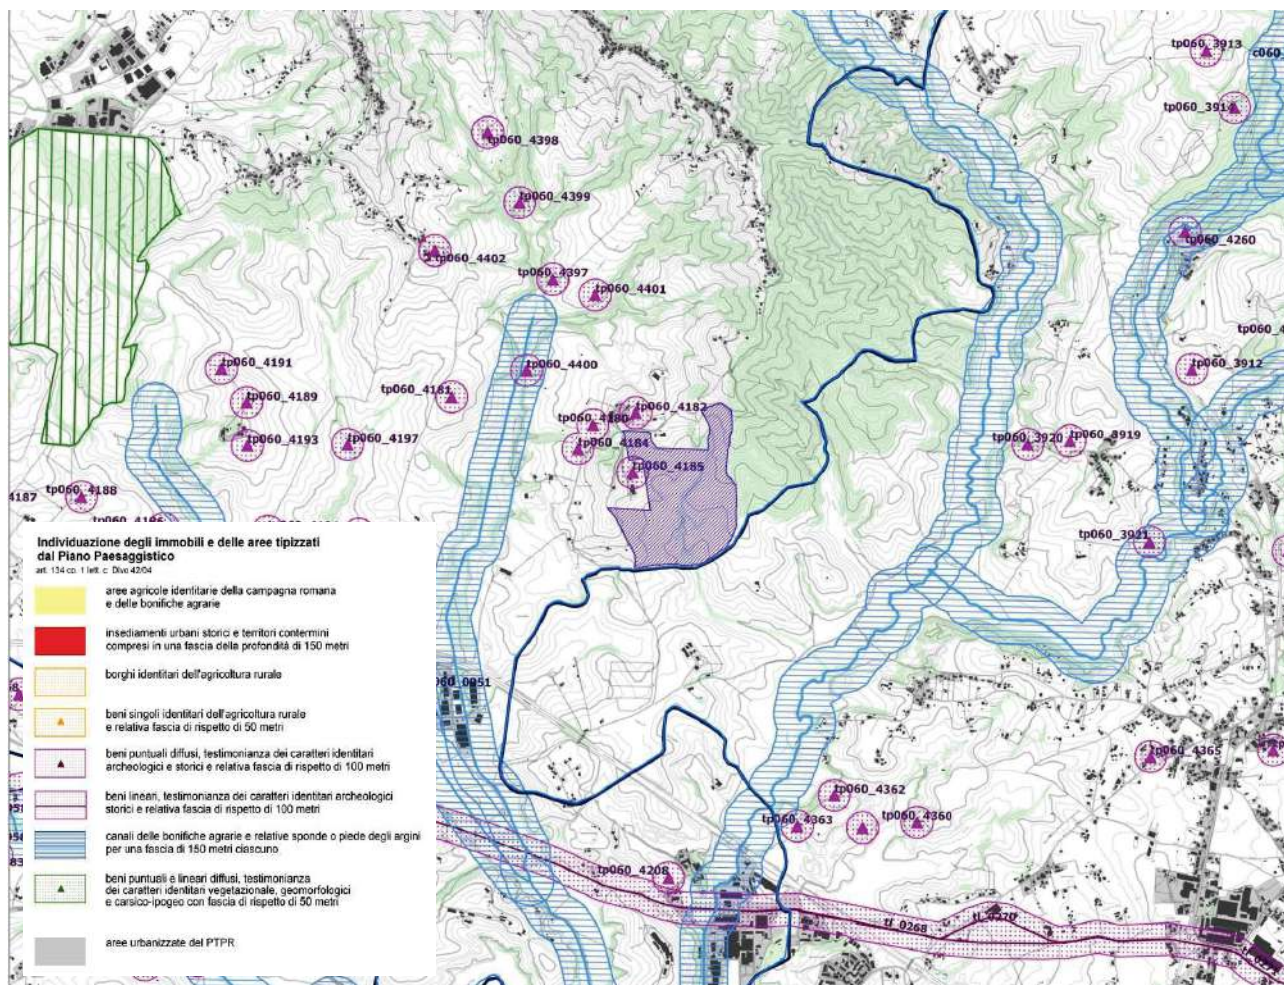 tp060_3913
c060
tp060_3914
tp060_4398
tp060_4399
tp060_4260
tp060_4402
tp060_4397
tp060_4401
tp060_4191
tp060_4400
tp060_3912
tp060_4189
tp060_4181
tp060_4182
tp060_4193
tp060_4197
tp060_4184
tp060_3920
tp060_3919
tp060_4185
4187
tp060_4188
tp060_3921
Individuazione degli immobili e delle aree tipizzati
dal Piano Paesaggistico
art. 134 co. 1 lett. c Dlvo 42/04
aree agricole identitarie della campagna romana
e delle bonifiche agrarie
insediamenti urbani storici e territori contermini
compresi in una fascia della profondità di 150 metri
borghi identitari dell'agricoltura rurale
beni singoli identitari dell'agricoltura rurale
e relativa fascia di rispetto di 50 metri
beni puntuali diffusi, testimonianza dei caratteri identitari
archeologici e storici e relativa fascia di rispetto di 100 metri
beni lineari, testimonianza dei caratteri identitari archeologici
storici e relativa fascia di rispetto di 100 metri
canali delle bonifiche agrarie e relative sponde o piede degli argini
per una fascia di 150 metri ciascuno
beni puntuali e lineari diffusi, testimonianza
dei caratteri identitari vegetazionale, geomorfologici
e carsico-ipogeo con fascia di rispetto di 50 metri
aree urbanizzate del PTPR
tp060_4365
tp060_4362
tp060_4363
tp060_4360
tp060_4208
tl_0268